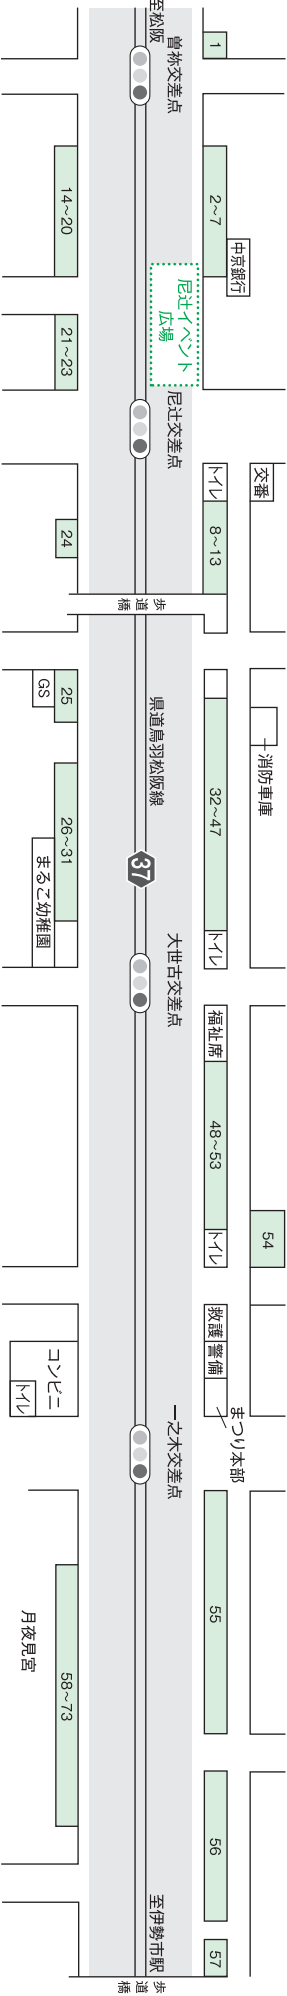 至松阪
曽祢交差点
1
14~20
2~7
中京銀行
尼辻イベント
広場
21~23
尼辻交差点
交番
トイレ
8~13
24
歩道橋
GS
25
県道鳥羽松阪線
消防車庫
32~47
26~31
まるこ幼稚園
37
トイレ
大世古交差点
福祉席
48~53
54
トイレ
救護
警備
まつり本部
コンビニ
トイレ
一之木交差点
55
月夜見宮
58~73
56
57
至伊勢市駅
歩道橋